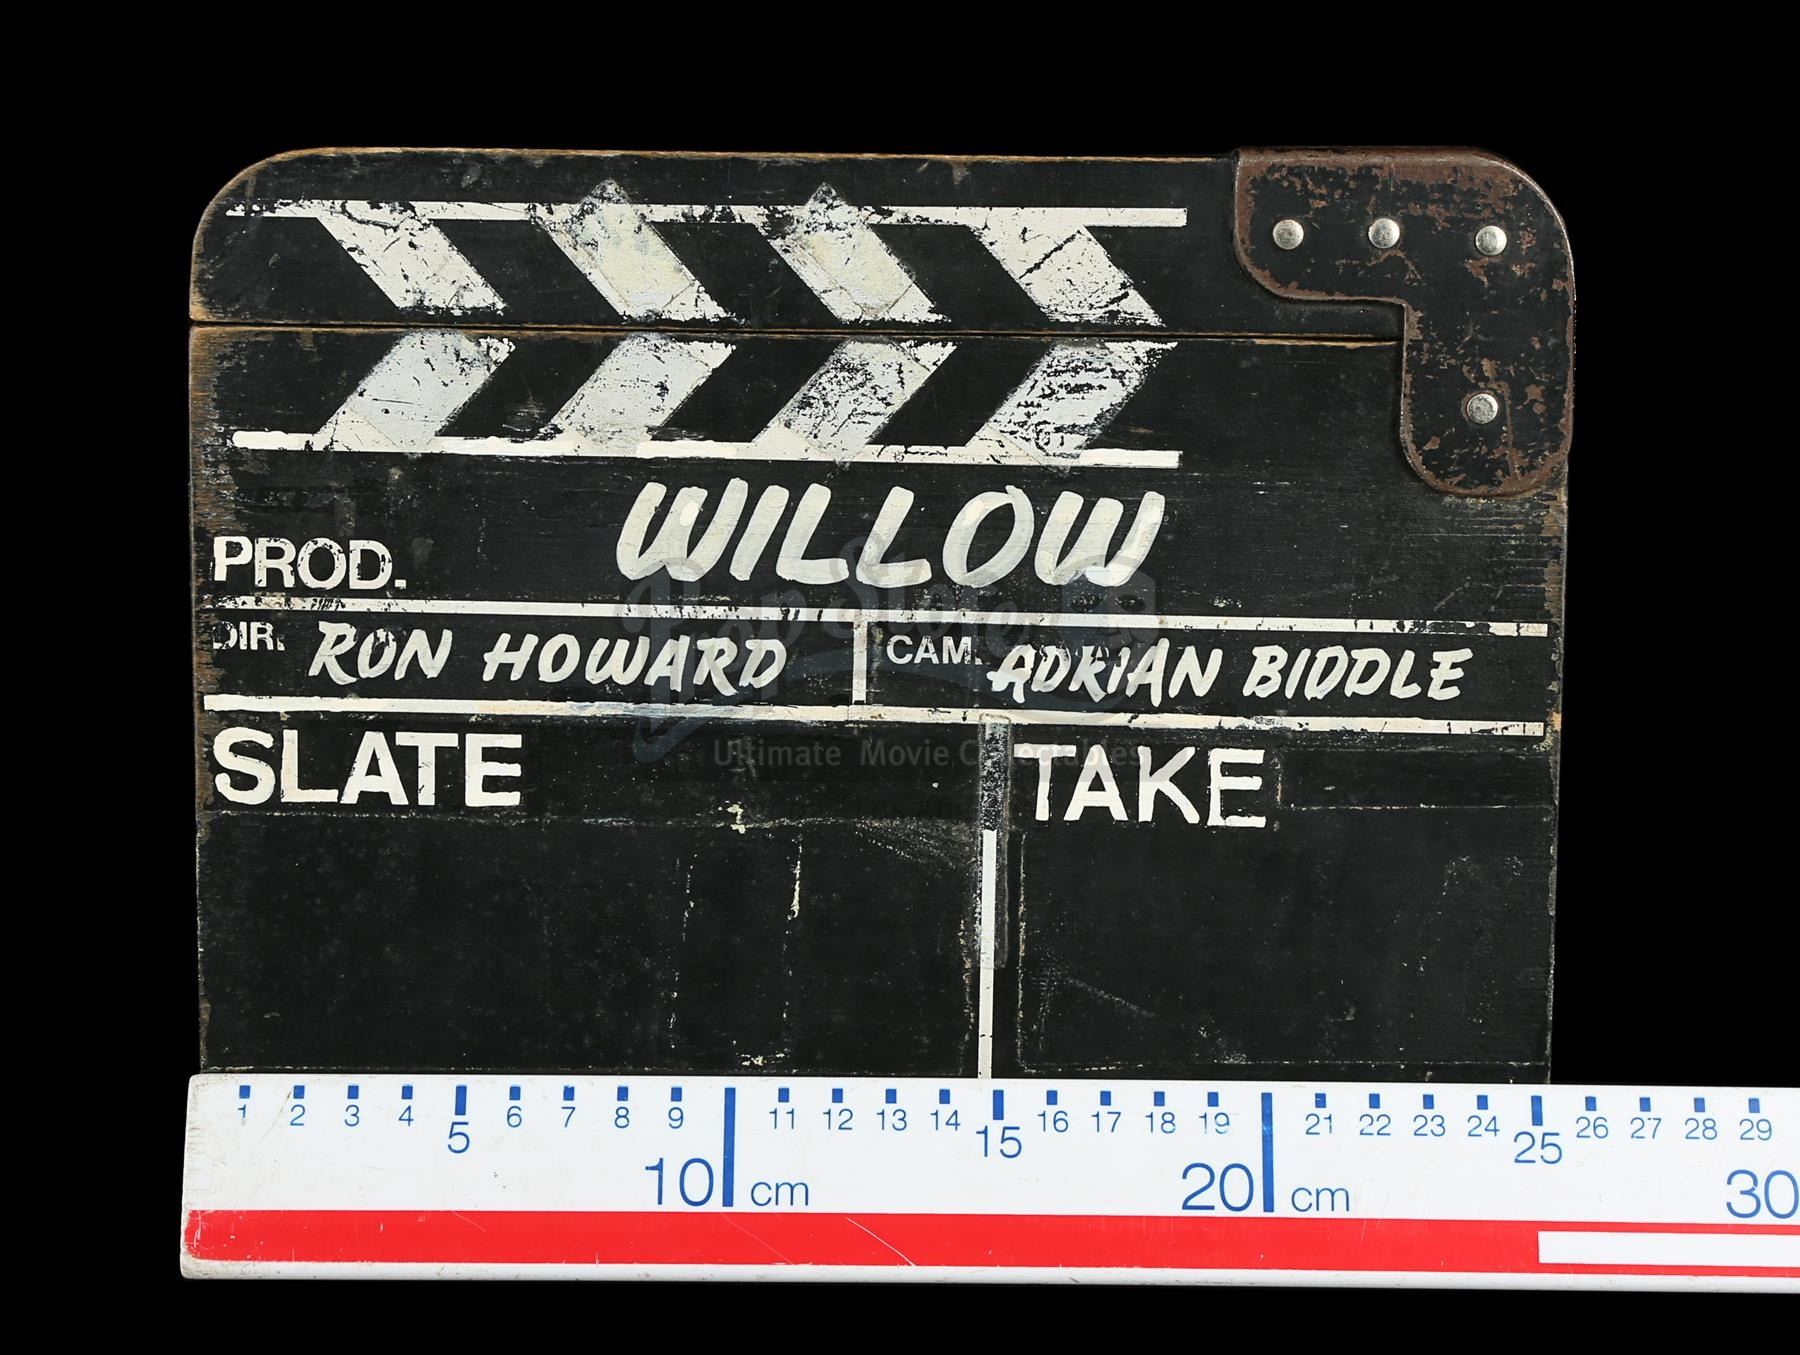 WILLOW
PROD.
DIR. RON HOWARD CAM. ADRIAN BIDDLE
Prop Store
Ultimate Movie Collectables
SLATE TAKE
1 2 3 4 5 6 7 8 9 10 cm 11 12 13 14 15 16 17 18 19 20 cm 21 22 23 24 25 26 27 28 29 30